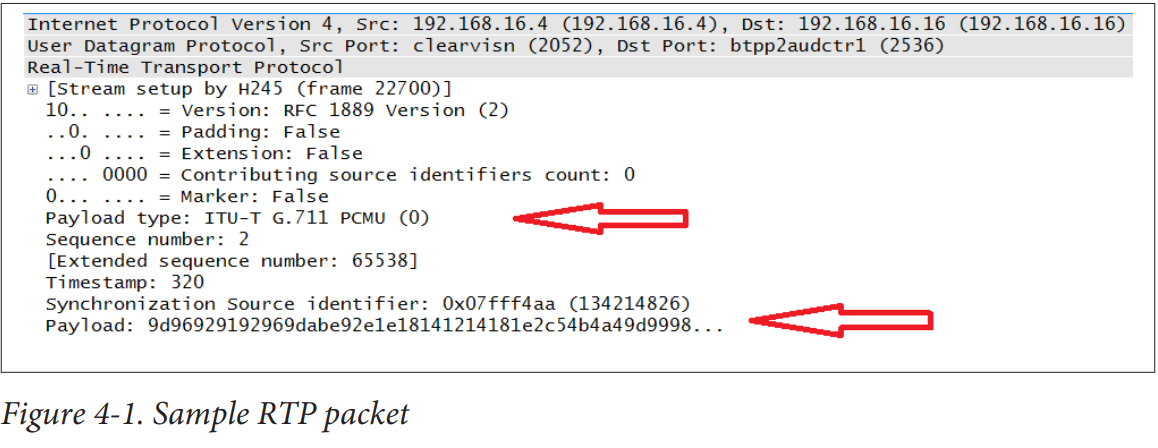 Internet Protocol Version 4, Src: 192.168.16.4 (192.168.16.4), Dst: 192.168.16.16 (192.168.16.16)
User Datagram Protocol, Src Port: clearvisn (2052), Dst Port: btpp2audctr1 (2536)
Real-Time Transport Protocol
[Stream setup by H245 (frame 22700)]
10.. .... = Version: RFC 1889 Version (2)
..0. .... = Padding: False
...0 .... = Extension: False
.... 0000 = Contributing source identifiers count: 0
0... .... = Marker: False
Payload type: ITU-T G.711 PCMU (0)
Sequence number: 2
[Extended sequence number: 65538]
Timestamp: 320
Synchronization Source identifier: 0x07fff4aa (134214826)
Payload: 9d96929192969dabe92e1e18141214181e2c54b4a49d9998...
Figure 4-1. Sample RTP packet